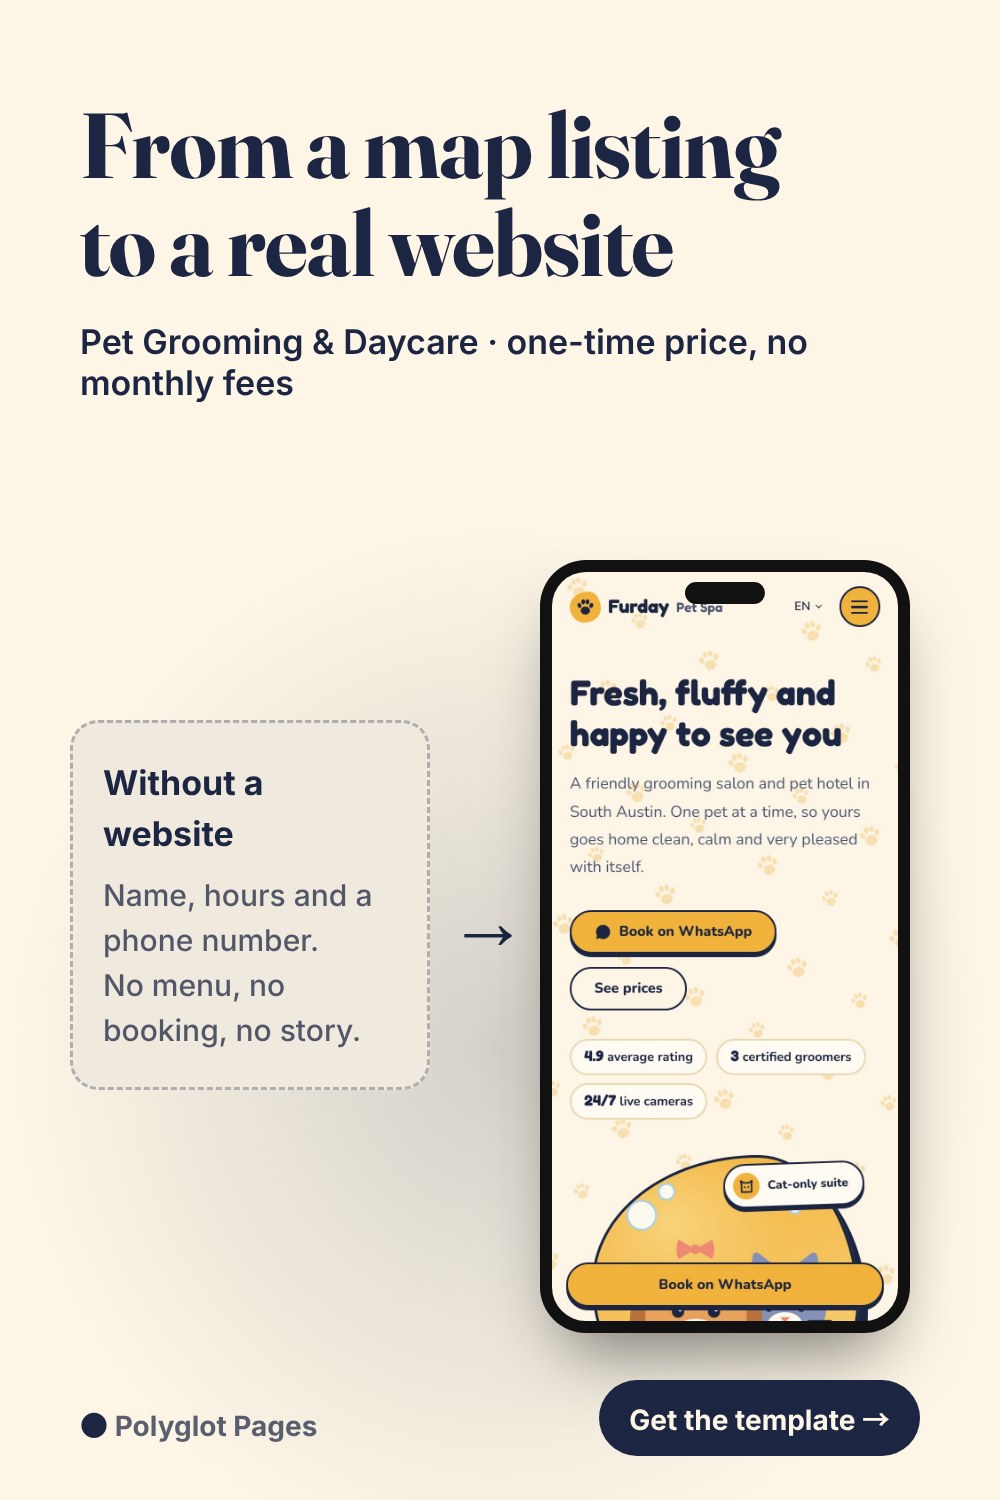 From a map listing
to a real website
Pet Grooming & Daycare · one-time price, no
monthly fees
Without a
website
Name, hours and a
phone number.
No menu, no
booking, no story.
→
Furday Pet Spa
EN
Fresh, fluffy and
happy to see you
A friendly grooming salon and pet hotel in
South Austin. One pet at a time, so yours
goes home clean, calm and very pleased
with itself.
Book on WhatsApp
See prices
4.9 average rating
3 certified groomers
24/7 live cameras
Cat-only suite
Book on WhatsApp
Polyglot Pages
Get the template →